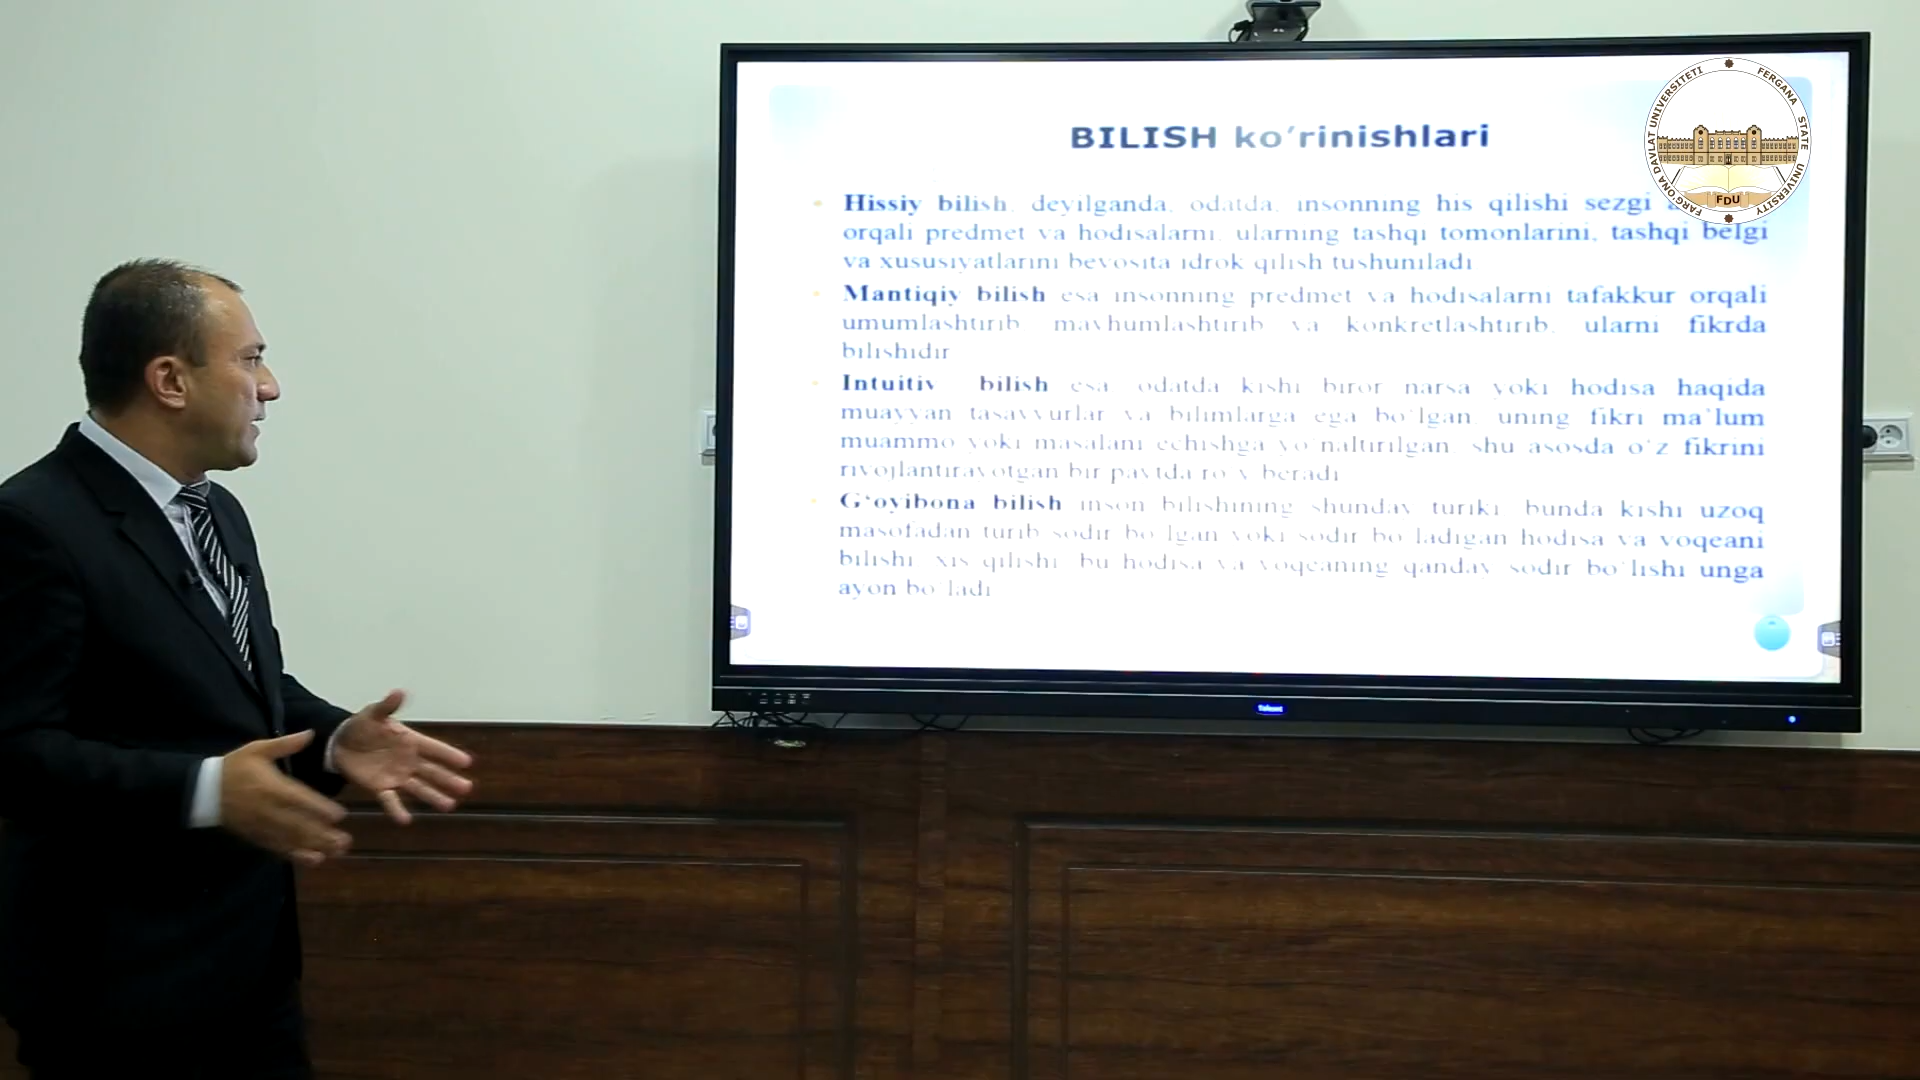 BILISH ko'rinishlari
Hissiy bilish, deyilganda, odatda, insonning his qilishi sezgi
orqali predmet va hodisalarni, ularning tashqi tomonlarini, tashqi belgi
va xususiyatlarini bevosita idrok qilish tushuniladi
Mantiqiy bilish esa insonning predmet va hodisalarni tafakkur orqali
umumlashtirib mavhumlashtirib va konkretlashtirib, ularni fikrda
bilishidir
Intuitiv bilish esa odatda kishi biror narsa yoki hodisa haqida
muayyan tasavvurlar va bilimlarga ega bo'lgan, uning fikri ma'lum
muammo yoki masalani echishga yo'naltirilgan, shu asosda o'z fikrini
rivojlantirayotgan bir paytda ro'y beradi
G'oyibona bilish inson bilishining shunday turiki, bunda kishi uzoq
masofadan turib sodir bo'lgan yoki sodir bo'ladigan hodisa va voqeani
bilishi, xis qilishi, bu hodisa va voqeaning qanday sodir bo'lishi unga
ayon bo'ladi
FARG'ONA DAVLAT UNIVERSITETI
FERGANA STATE UNIVERSITY
FDU